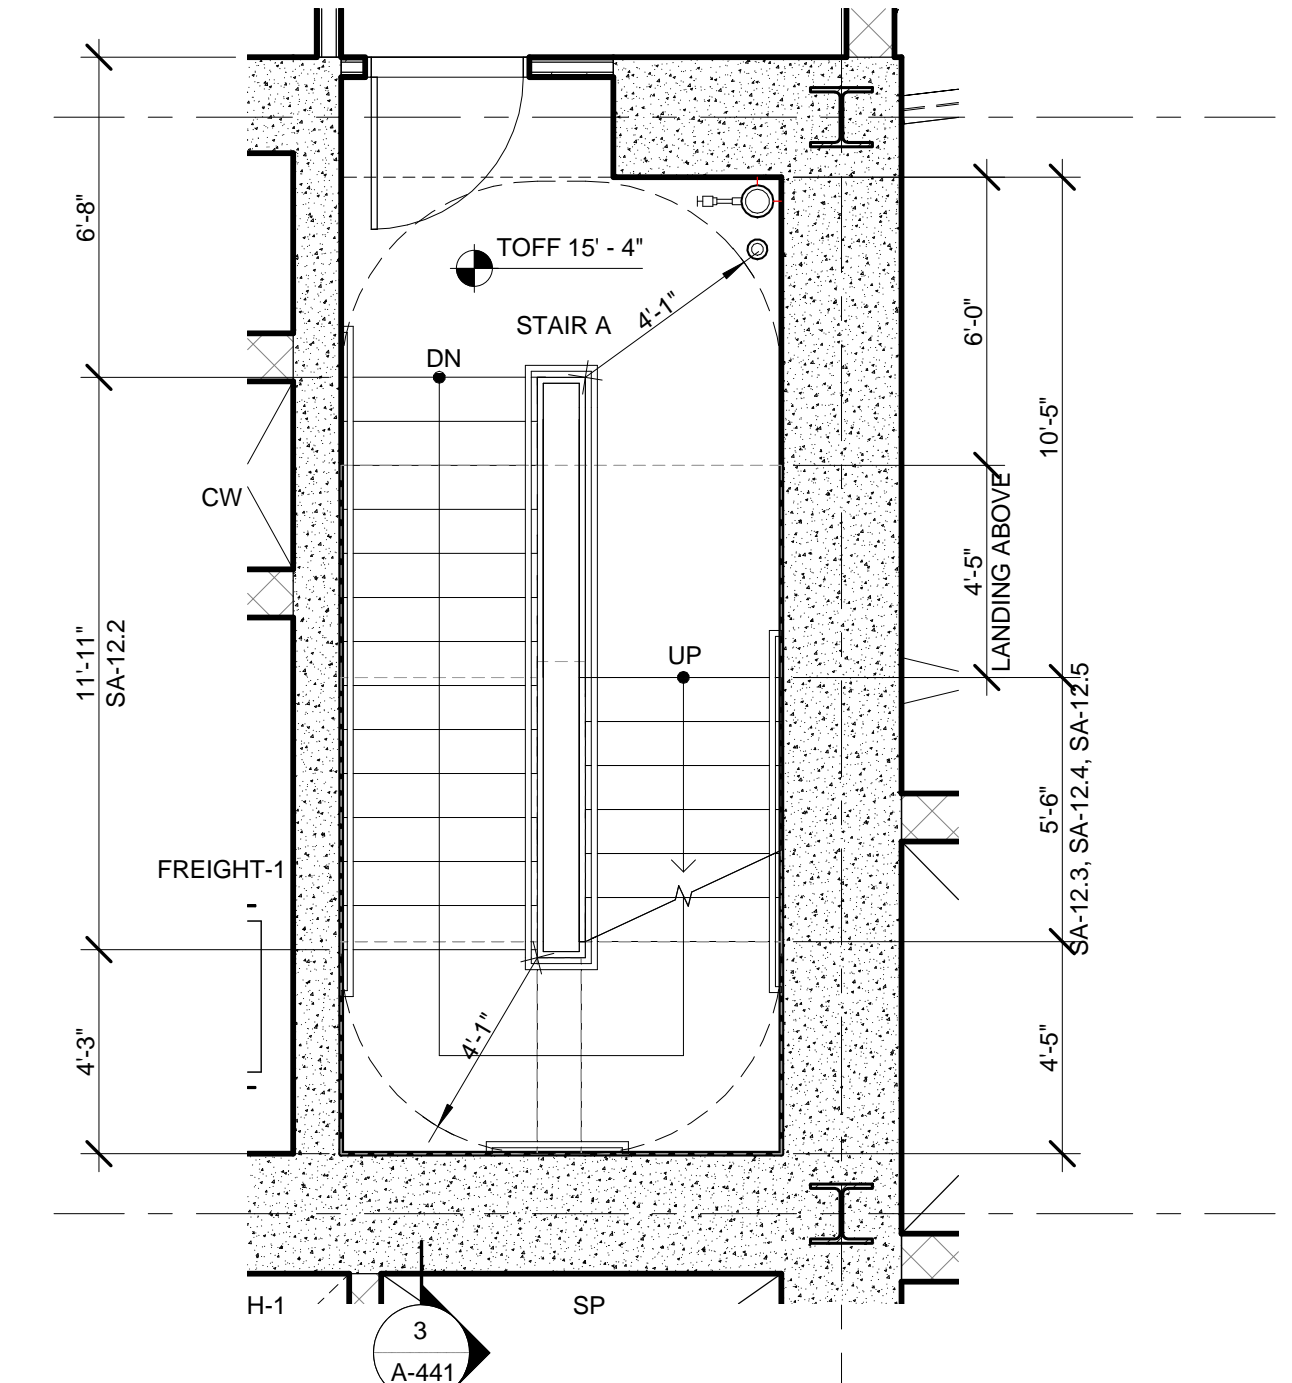 6'-8"
TOFF 15' - 4"
STAIR A
4'-1"
6'-0"
DN
10'-5"
CW
4'-5"
LANDING ABOVE
11'-11"
SA-12.2
UP
5'-6"
SA-12.3, SA-12.4, SA-12.5
FREIGHT-1
4'-3"
4'-1"
4'-5"
H-1
SP
3
A-441